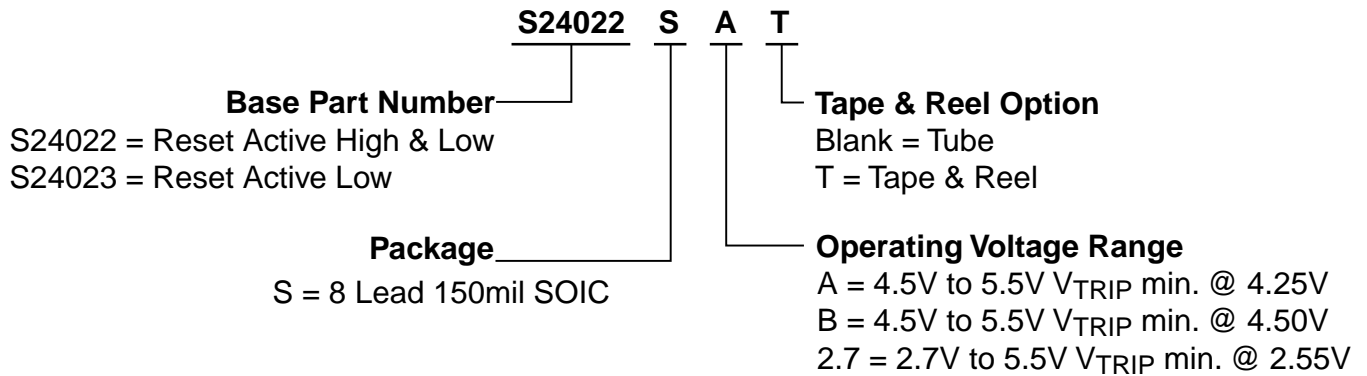 S24022 S A T
Base Part Number
S24022 = Reset Active High & Low
S24023 = Reset Active Low
Package
S = 8 Lead 150mil SOIC
Tape & Reel Option
Blank = Tube
T = Tape & Reel
Operating Voltage Range
A = 4.5V to 5.5V VTRIP min. @ 4.25V
B = 4.5V to 5.5V VTRIP min. @ 4.50V
2.7 = 2.7V to 5.5V VTRIP min. @ 2.55V